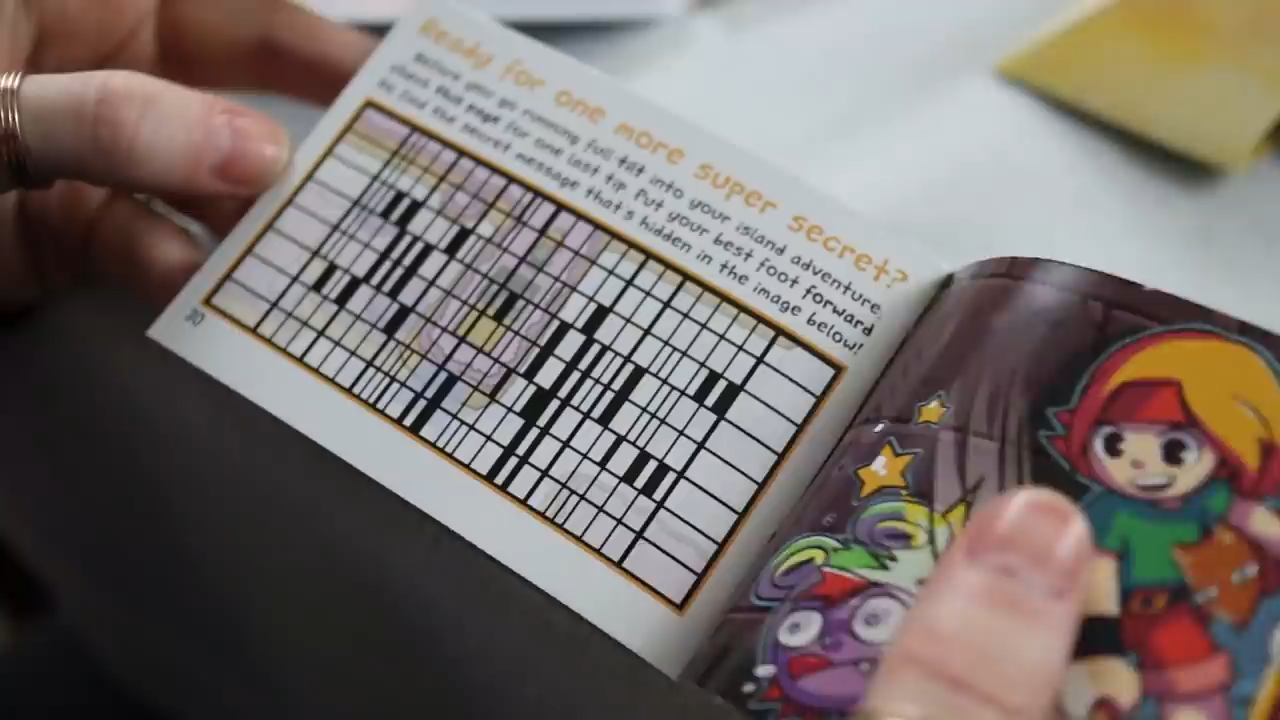 Ready for one more super secret?
Before you go running full tilt into your island adventure,
check this page for one last tip. Put your best foot forward
to find the secret message that's hidden in the image below!
30